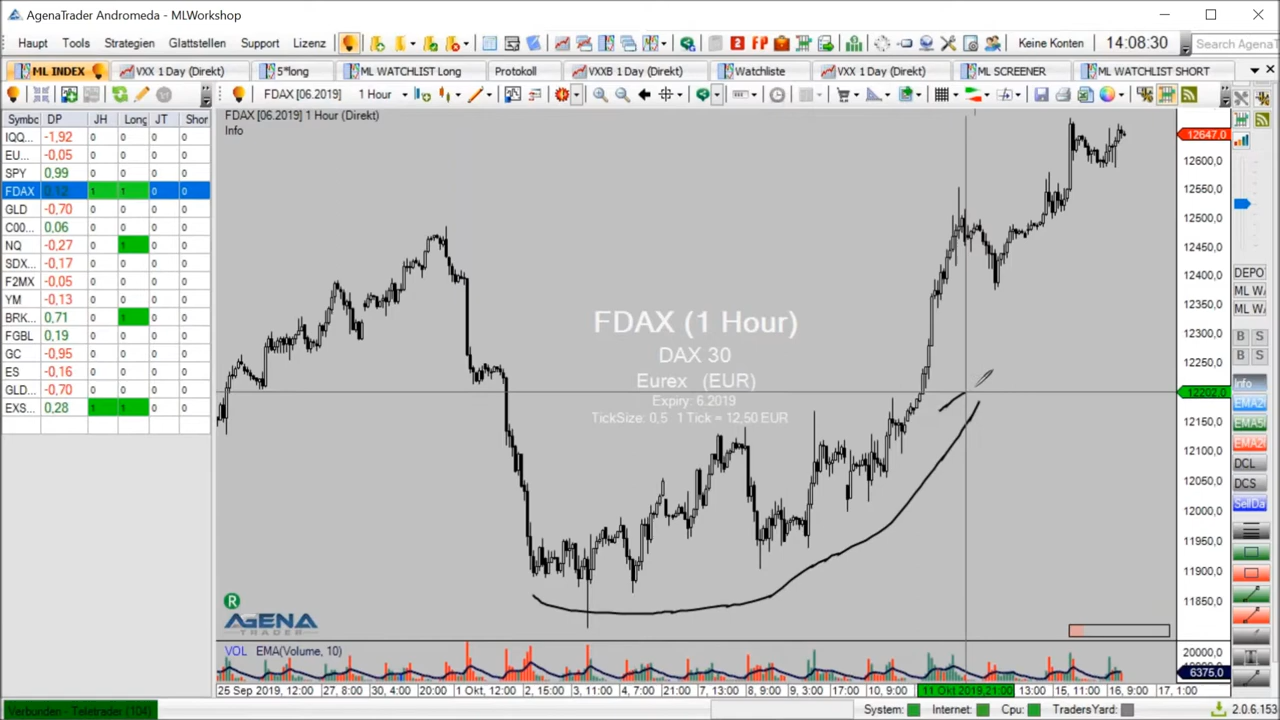 AgenaTrader Andromeda - MLWorkshop
Haupt Tools Strategien Glattstellen Support Lizenz 2 FP Keine Konten 14:08:30 Search AgenaT
ML INDEX VXX 1 Day (Direkt) 5*long ML WATCHLIST Long Protokoll VXXB 1 Day (Direkt) Watchliste VXX 1 Day (Direkt) ML SCREENER ML WATCHLIST SHORT
FDAX [06.2019] 1 Hour
Symbc DP JH Long JT Shor
FDAX [06.2019] 1 Hour (Direkt)
Info
IQQ... -1,92 0 0 0 0
EU... -0,05 0 0 0 0
SPY 0,99 0 0 0 0
FDAX 0,12 1 1 0 0
GLD -0,70 0 0 0 0
C00... 0,06 0 0 0 0
NQ -0,27 0 1 0 0
SDX... -0,17 0 0 0 0
F2MX -0,05 0 0 0 0
YM -0,13 0 0 0 0
BRK... 0,71 0 1 0 0
FGBL 0,19 0 0 0 0
GC -0,95 0 0 0 0
ES -0,16 0 0 0 0
GLD... -0,70 0 0 0 0
EXS... 0,28 1 1 0 0
FDAX (1 Hour)
DAX 30
Eurex (EUR)
Expiry: 6.2019
TickSize: 0,5 1 Tick = 12,50 EUR
12647,0
12600,0
12550,0
12500,0
12450,0
12400,0
12350,0
12300,0
12250,0
12202,0
12150,0
12100,0
12050,0
12000,0
11950,0
11900,0
11850,0
DEPO
ML WA
ML WA
B S
B S
Info
EMA2
EMA5
EMA2
DCL
DCS
SellDa
T
R
AGENA
TRADER
VOL EMA(Volume, 10)
20000,0
6375,0
25 Sep 2019, 12:00 27, 8:00 30, 4:00 20:00 1 Okt, 12:00 2, 15:00 3, 11:00 4, 7:00 21:00 7, 13:00 8, 9:00 9, 3:00 17:00 10, 9:00 11 Okt 2019,21:00 13:00 15, 11:00 16, 9:00 17, 1:00
Verbunden - Teletrader (104) System: Internet: Cpu: TradersYard: 2.0.6.153